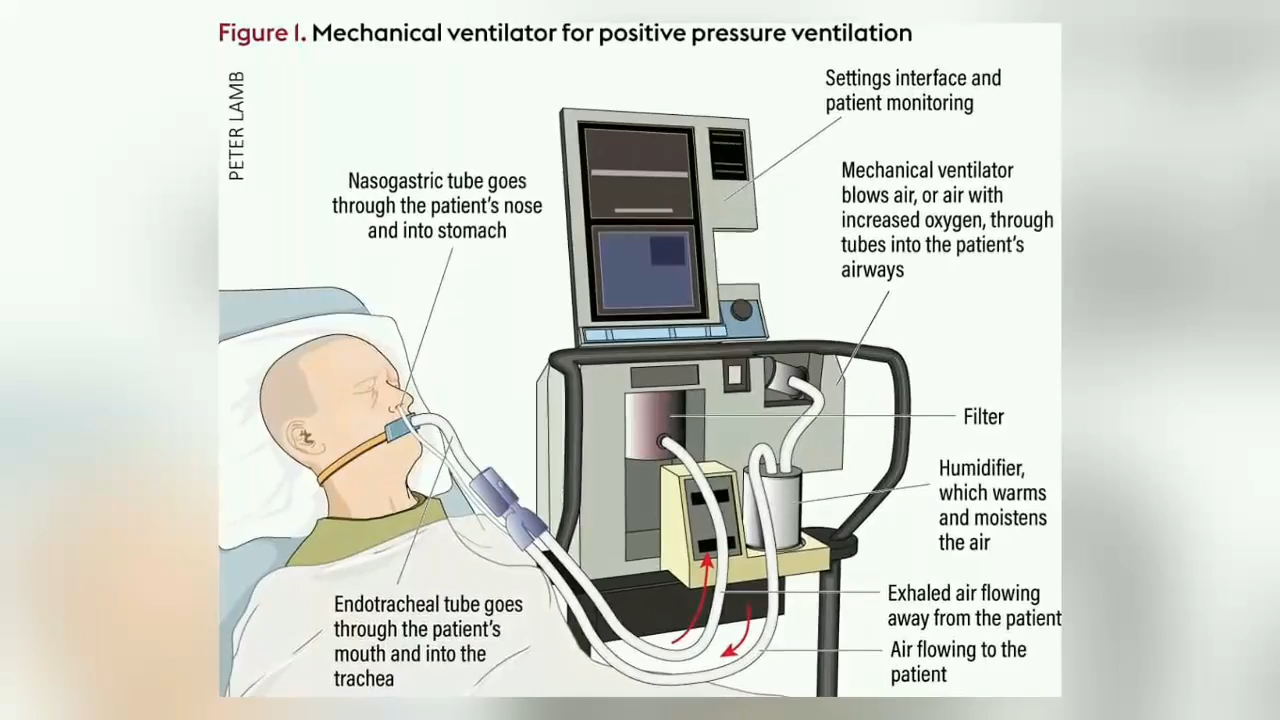 Figure 1. Mechanical ventilator for positive pressure ventilation
PETER LAMB
Settings interface and
patient monitoring
Nasogastric tube goes
through the patient's nose
and into stomach
Mechanical ventilator
blows air, or air with
increased oxygen, through
tubes into the patient's
airways
Filter
Humidifier,
which warms
and moistens
the air
Exhaled air flowing
away from the patient
Air flowing to the
patient
Endotracheal tube goes
through the patient's
mouth and into the
trachea